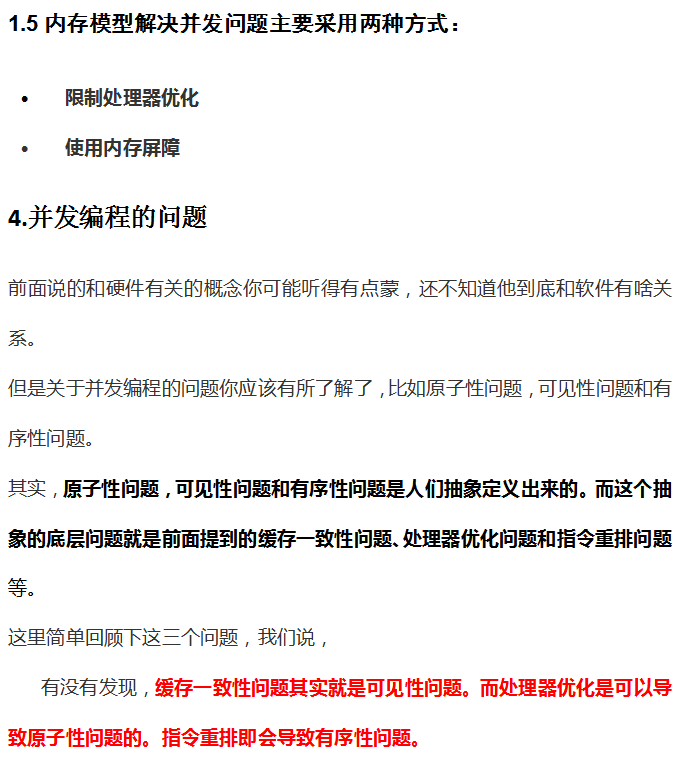 1.5 内存模型解决并发问题主要采用两种方式：
• 限制处理器优化
• 使用内存屏障
4.并发编程的问题
前面说的和硬件有关的概念你可能听得有点蒙，还不知道他到底和软件有啥关
系。
但是关于并发编程的问题你应该有所了解了，比如原子性问题，可见性问题和有
序性问题。
其实，原子性问题，可见性问题和有序性问题是人们抽象定义出来的。而这个抽
象的底层问题就是前面提到的缓存一致性问题、处理器优化问题和指令重排问题
等。
这里简单回顾下这三个问题，我们说，
有没有发现，缓存一致性问题其实就是可见性问题。而处理器优化是可以导
致原子性问题的。指令重排即会导致有序性问题。